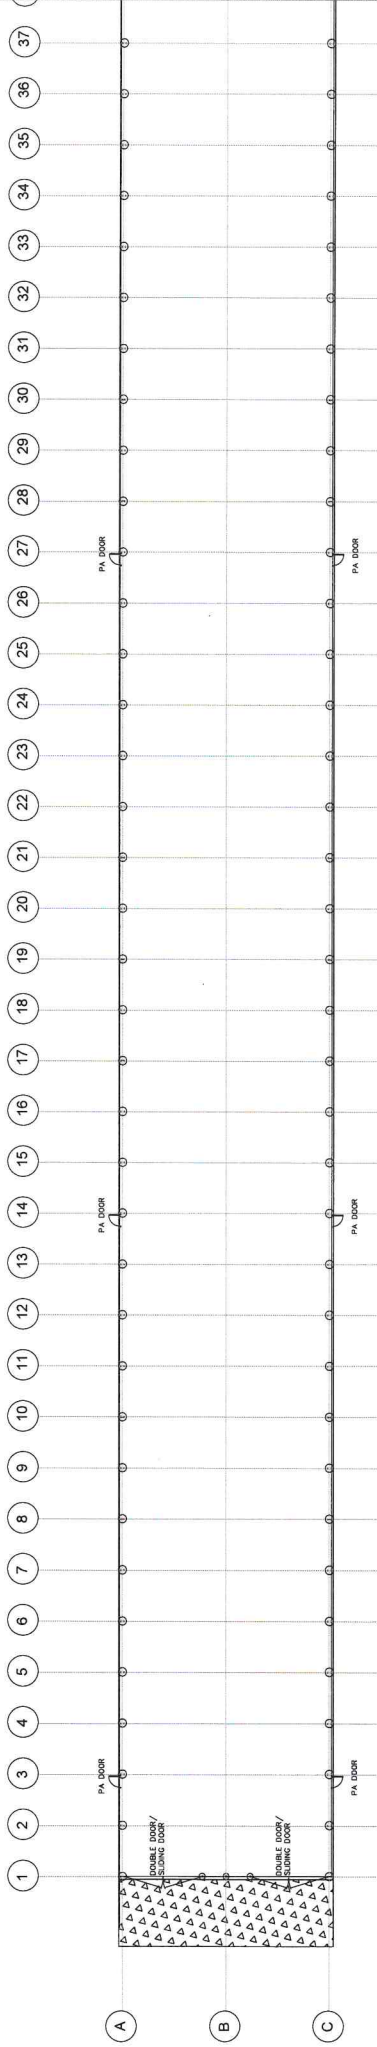 37
36
35
34
33
32
31
30
29
28
27
PA DOOR
PA DOOR
26
25
24
23
22
21
20
19
18
17
16
15
14
PA DOOR
PA DOOR
13
12
11
10
9
8
7
6
5
4
3
PA DOOR
PA DOOR
2
1
DOUBLE DOOR/
SLIDING DOOR
DOUBLE DOOR/
SLIDING DOOR
A
B
C